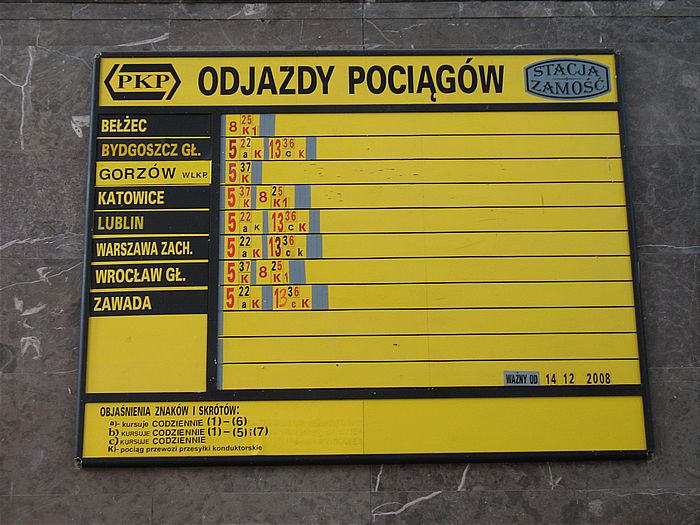 PKP ODJAZDY POCIĄGÓW STACJA ZAMOŚĆ
BEŁŻEC 8 25 K1
BYDGOSZCZ GŁ. 5 22 a K 13 36 c K
GORZÓW WLKP. 5 37 K
KATOWICE 5 37 K 8 25 K1
LUBLIN 5 22 a K 13 36 c K
WARSZAWA ZACH. 5 22 a K 13 36 c k
WROCŁAW GŁ. 5 37 K 8 25 K1
ZAWADA 5 22 a K 13 36 c K
WAŻNY OD 14 12 2008
OBJAŚNIENIA ZNAKÓW I SKRÓTÓW:
a)- kursuje CODZIENNIE (1)-(6)
b) KURSUJE CODZIENNIE (1)-(5) i (7)
c) KURSUJE CODZIENNIE
K)- pociąg przewozi przesyłki konduktorskie